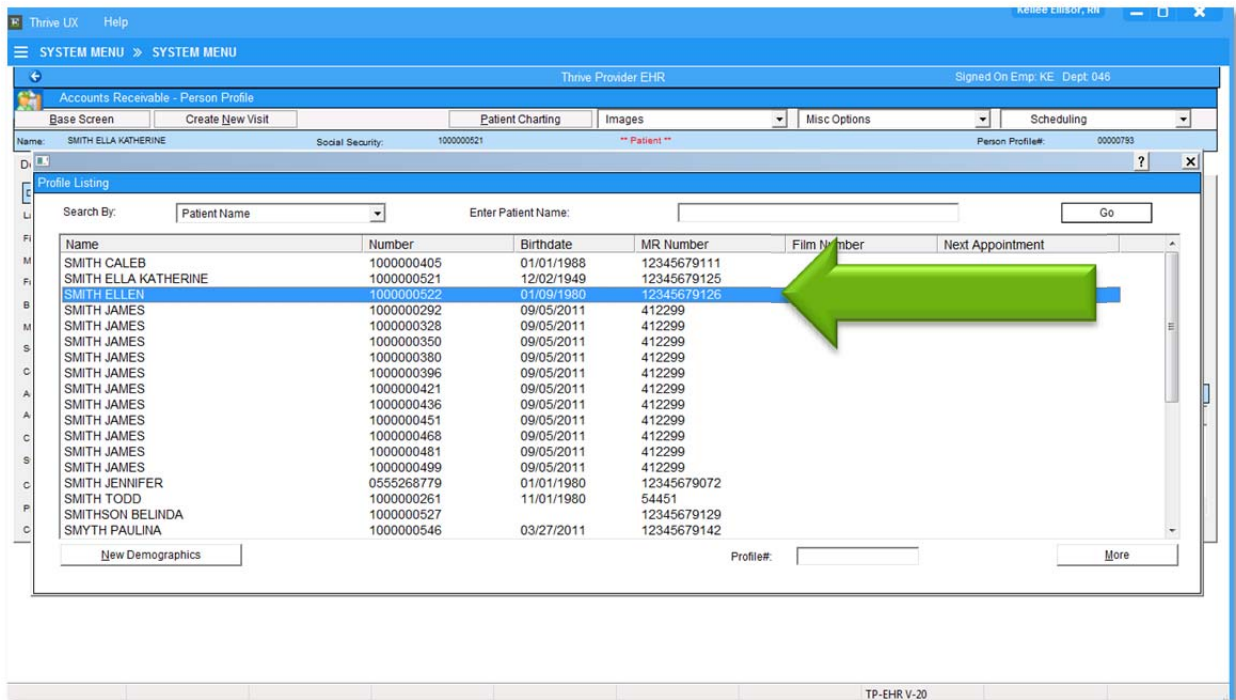 Kellee Ellisor, RN
Thrive UX Help
SYSTEM MENU » SYSTEM MENU
Thrive Provider EHR Signed On Emp: KE Dept: 046
Accounts Receivable - Person Profile
Base Screen Create New Visit Patient Charting Images Misc Options Scheduling
Name: SMITH ELLA KATHERINE Social Security: 1000000521 ** Patient ** Person Profile#: 00000793
? x
Profile Listing
Search By: Patient Name Enter Patient Name: Go
Name Number Birthdate MR Number Film Number Next Appointment
SMITH CALEB 1000000405 01/01/1988 12345679111
SMITH ELLA KATHERINE 1000000521 12/02/1949 12345679125
SMITH ELLEN 1000000522 01/09/1980 12345679126
SMITH JAMES 1000000292 09/05/2011 412299
SMITH JAMES 1000000328 09/05/2011 412299
SMITH JAMES 1000000350 09/05/2011 412299
SMITH JAMES 1000000380 09/05/2011 412299
SMITH JAMES 1000000396 09/05/2011 412299
SMITH JAMES 1000000421 09/05/2011 412299
SMITH JAMES 1000000436 09/05/2011 412299
SMITH JAMES 1000000451 09/05/2011 412299
SMITH JAMES 1000000468 09/05/2011 412299
SMITH JAMES 1000000481 09/05/2011 412299
SMITH JAMES 1000000499 09/05/2011 412299
SMITH JENNIFER 0555268779 01/01/1980 12345679072
SMITH TODD 1000000261 11/01/1980 54451
SMITHSON BELINDA 1000000527 12345679129
SMYTH PAULINA 1000000546 03/27/2011 12345679142
New Demographics Profile#: More
TP-EHR V-20